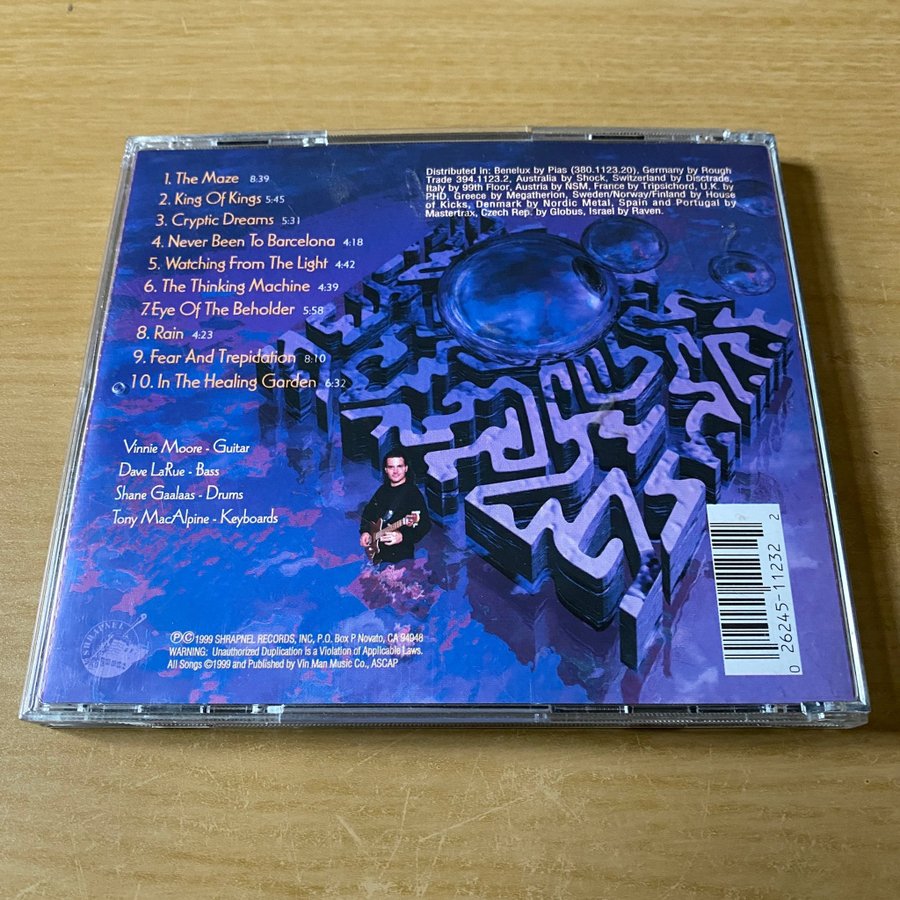 1. The Maze 8:39
2. King Of Kings 5:45
3. Cryptic Dreams 5:31
4. Never Been To Barcelona 4:18
5. Watching From The Light 4:42
6. The Thinking Machine 4:39
7. Eye Of The Beholder 5:58
8. Rain 4:23
9. Fear And Trepidation 8:10
10. In The Healing Garden 6:32
Distributed in: Benelux by Pias (380.1123.20), Germany by Rough
Trade 394.1123.2, Australia by Shock, Switzerland by Disctrade,
Italy by 99th Floor, Austria by NSM, France by Tripsichord, U.K. by
PHD, Greece by Megatherion, Sweden/Norway/Finland by House
of Kicks, Denmark by Nordic Metal, Spain and Portugal by
Mastertrax, Czech Rep. by Globus, Israel by Raven.
Vinnie Moore - Guitar
Dave LaRue - Bass
Shane Gaalaas - Drums
Tony MacAlpine - Keyboards
SHRAPNEL
℗© 1999 SHRAPNEL RECORDS, INC, P.O. Box P Novato, CA 94948
WARNING: Unauthorized Duplication is a Violation of Applicable Laws.
All Songs ©1999 and Published by Vin Man Music Co., ASCAP
0 26245-11232 2